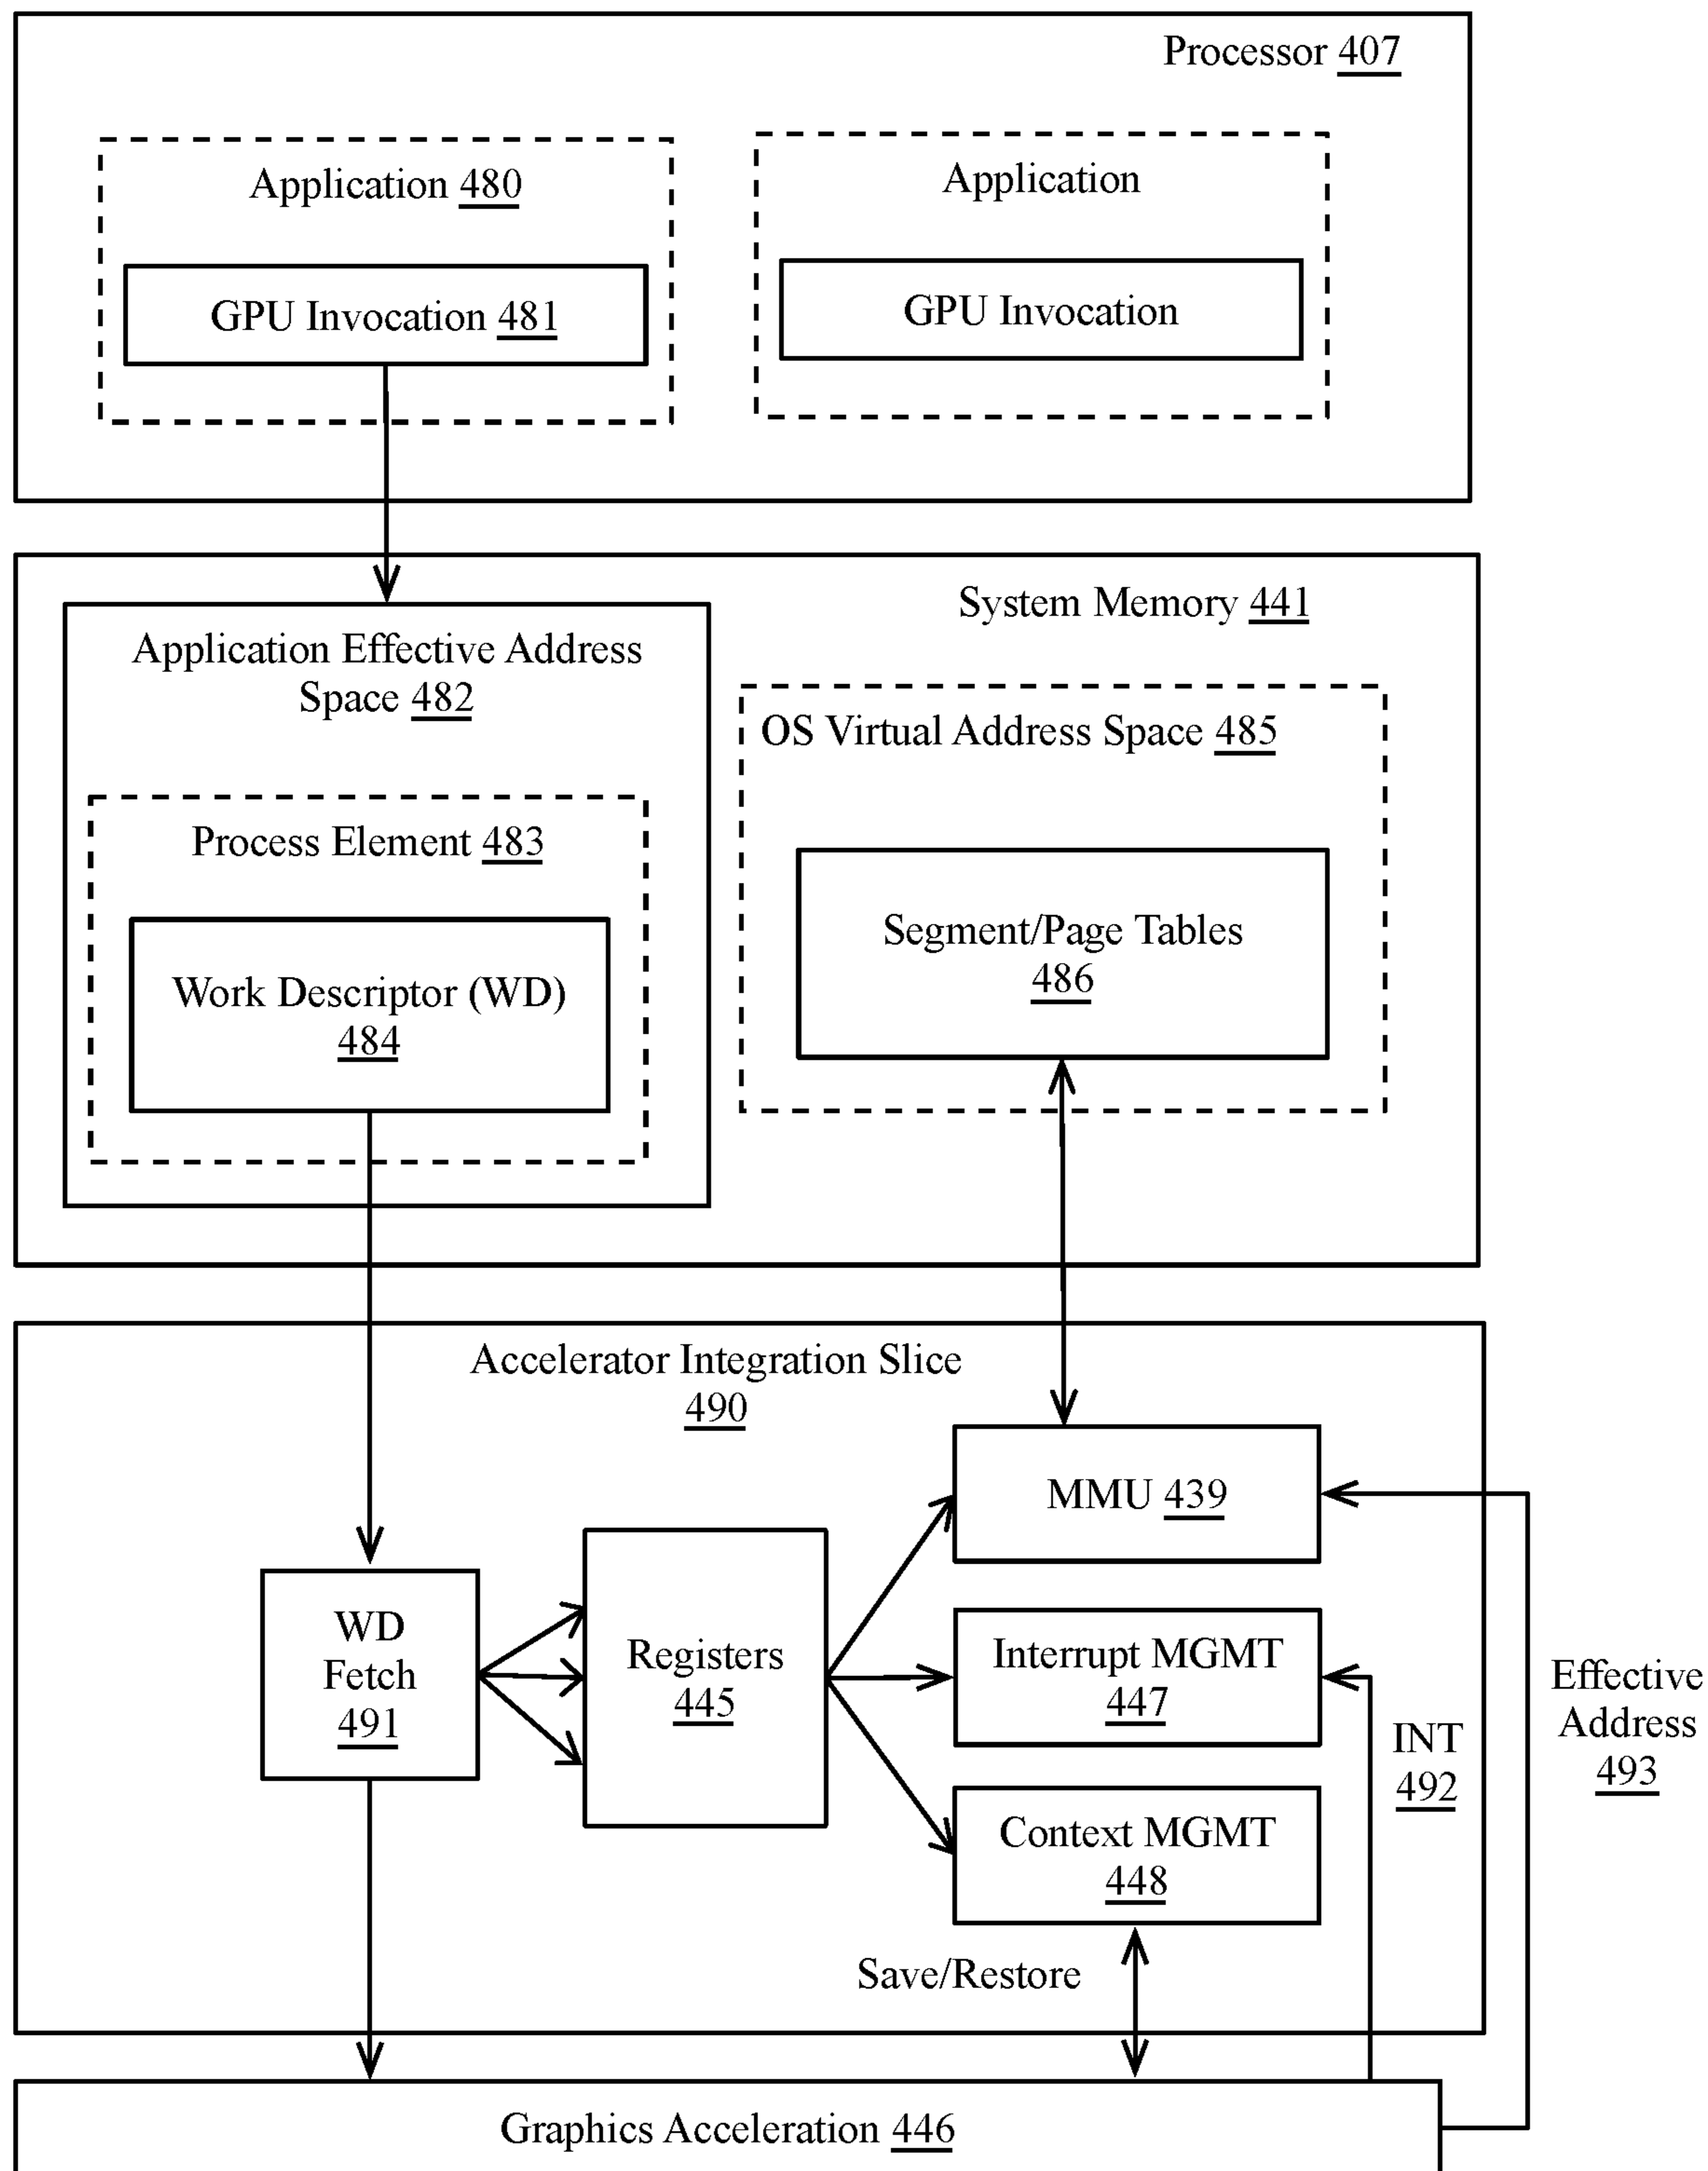 Processor 407
Application 480
GPU Invocation 481
Application
GPU Invocation
System Memory 441
Application Effective Address
Space 482
Process Element 483
Work Descriptor (WD)
484
OS Virtual Address Space 485
Segment/Page Tables
486
Accelerator Integration Slice
490
WD
Fetch
491
Registers
445
MMU 439
Interrupt MGMT
447
Context MGMT
448
Save/Restore
INT
492
Effective
Address
493
Graphics Acceleration 446